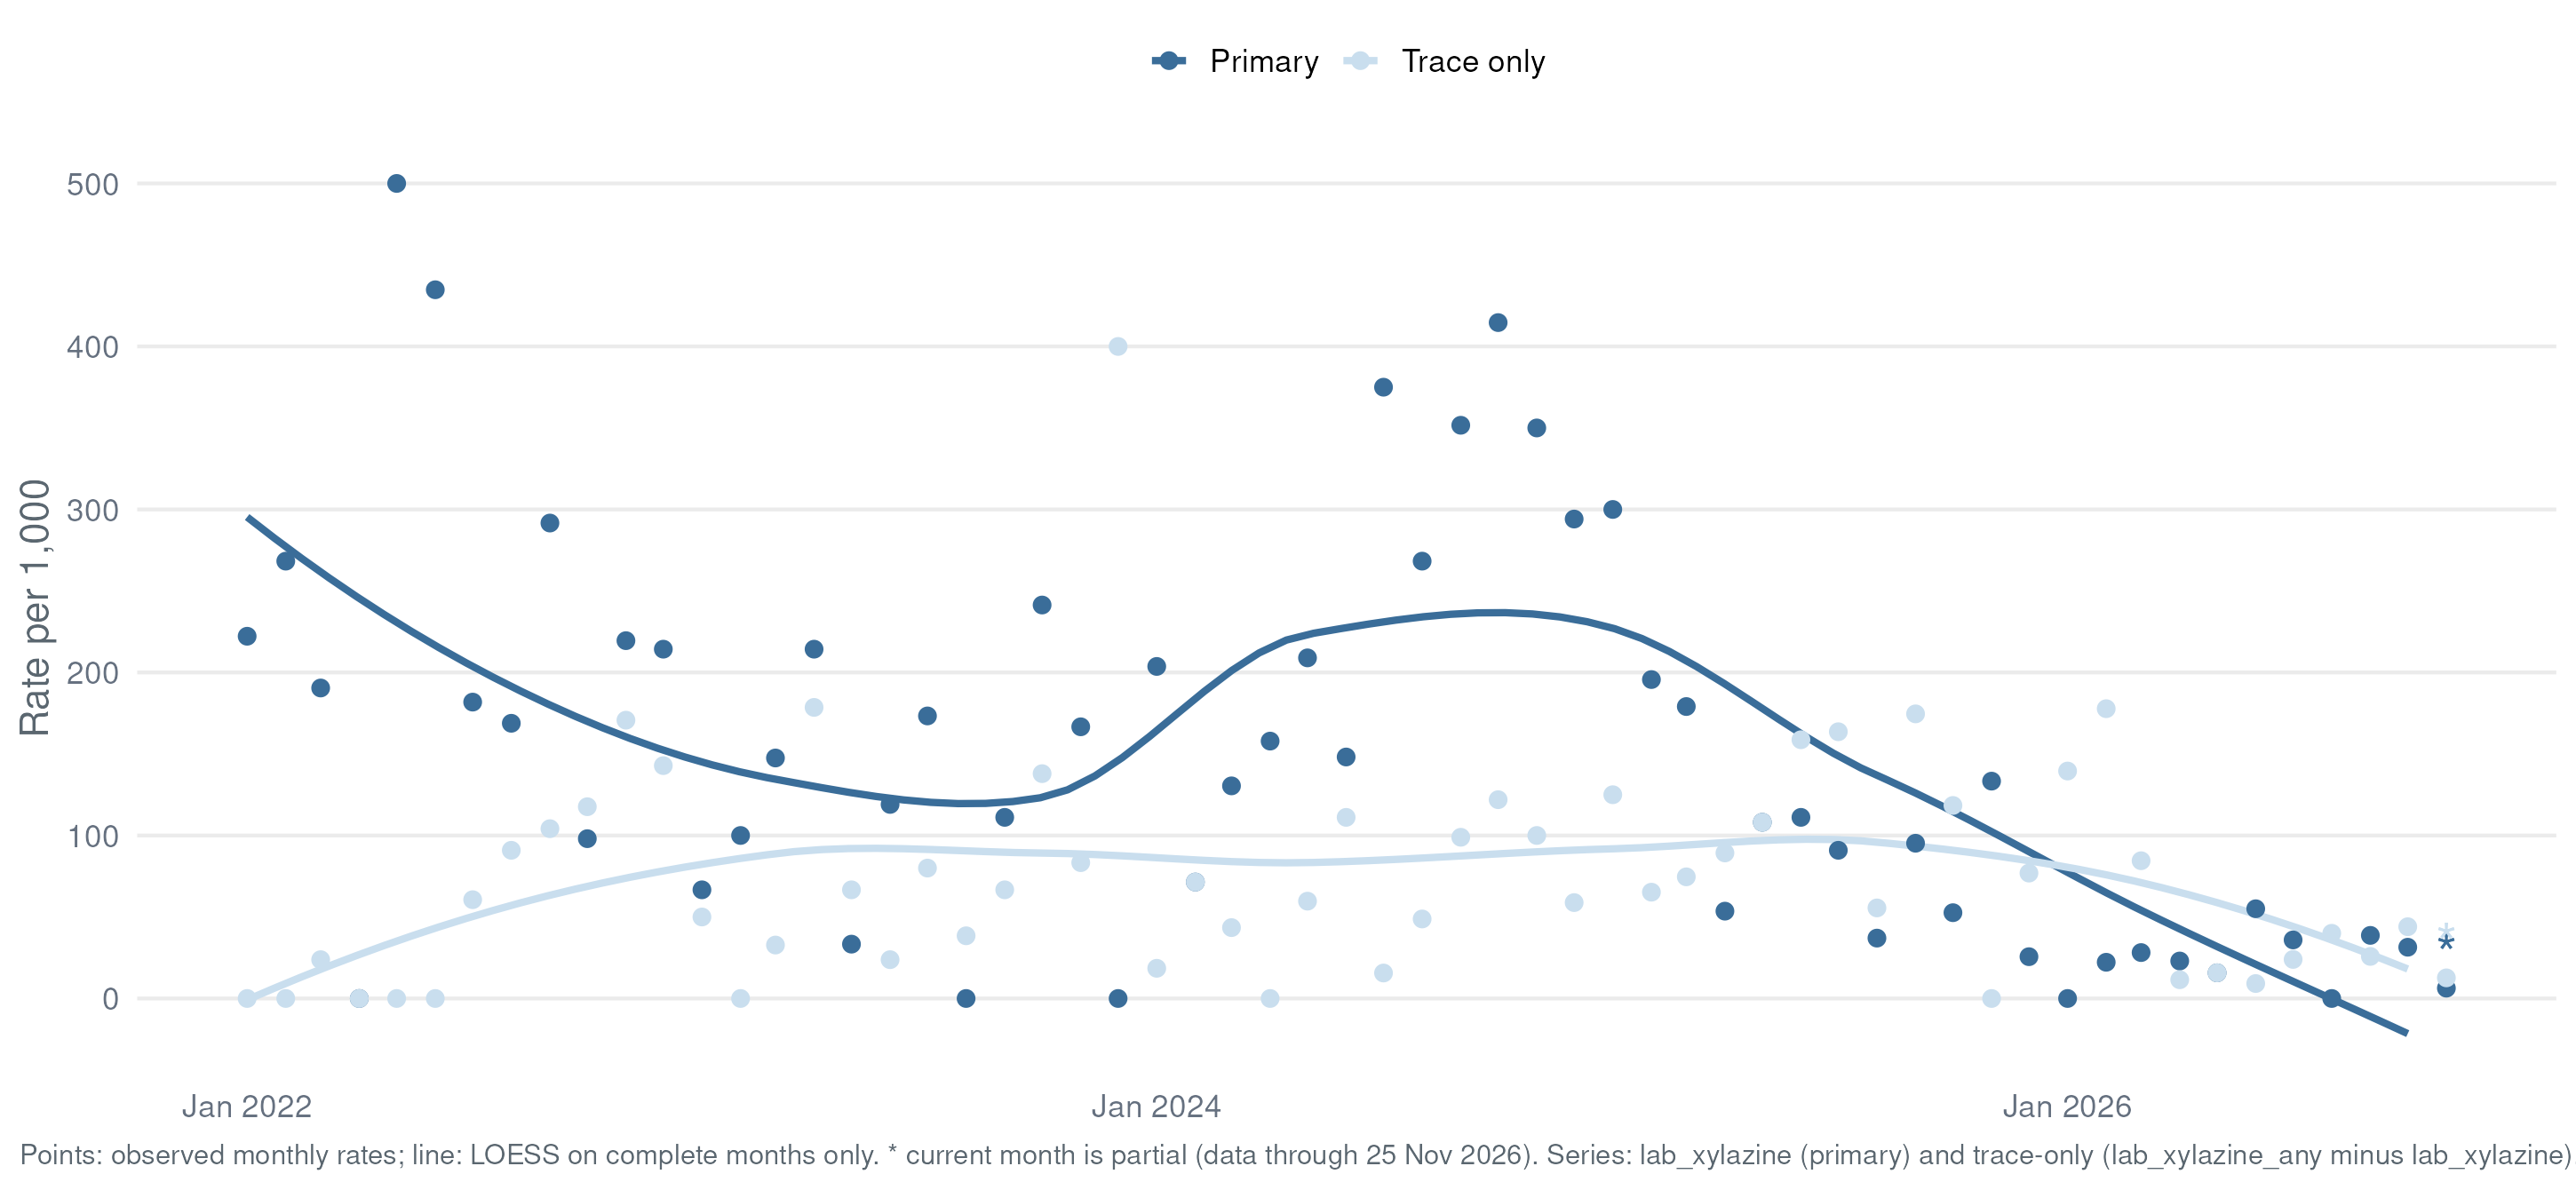 Primary
Trace only
Rate per 1,000
500
400
300
200
100
0
*
*
Jan 2022
Jan 2024
Jan 2026
Points: observed monthly rates; line: LOESS on complete months only. * current month is partial (data through 25 Nov 2026). Series: lab_xylazine (primary) and trace-only (lab_xylazine_any minus lab_xylazine)